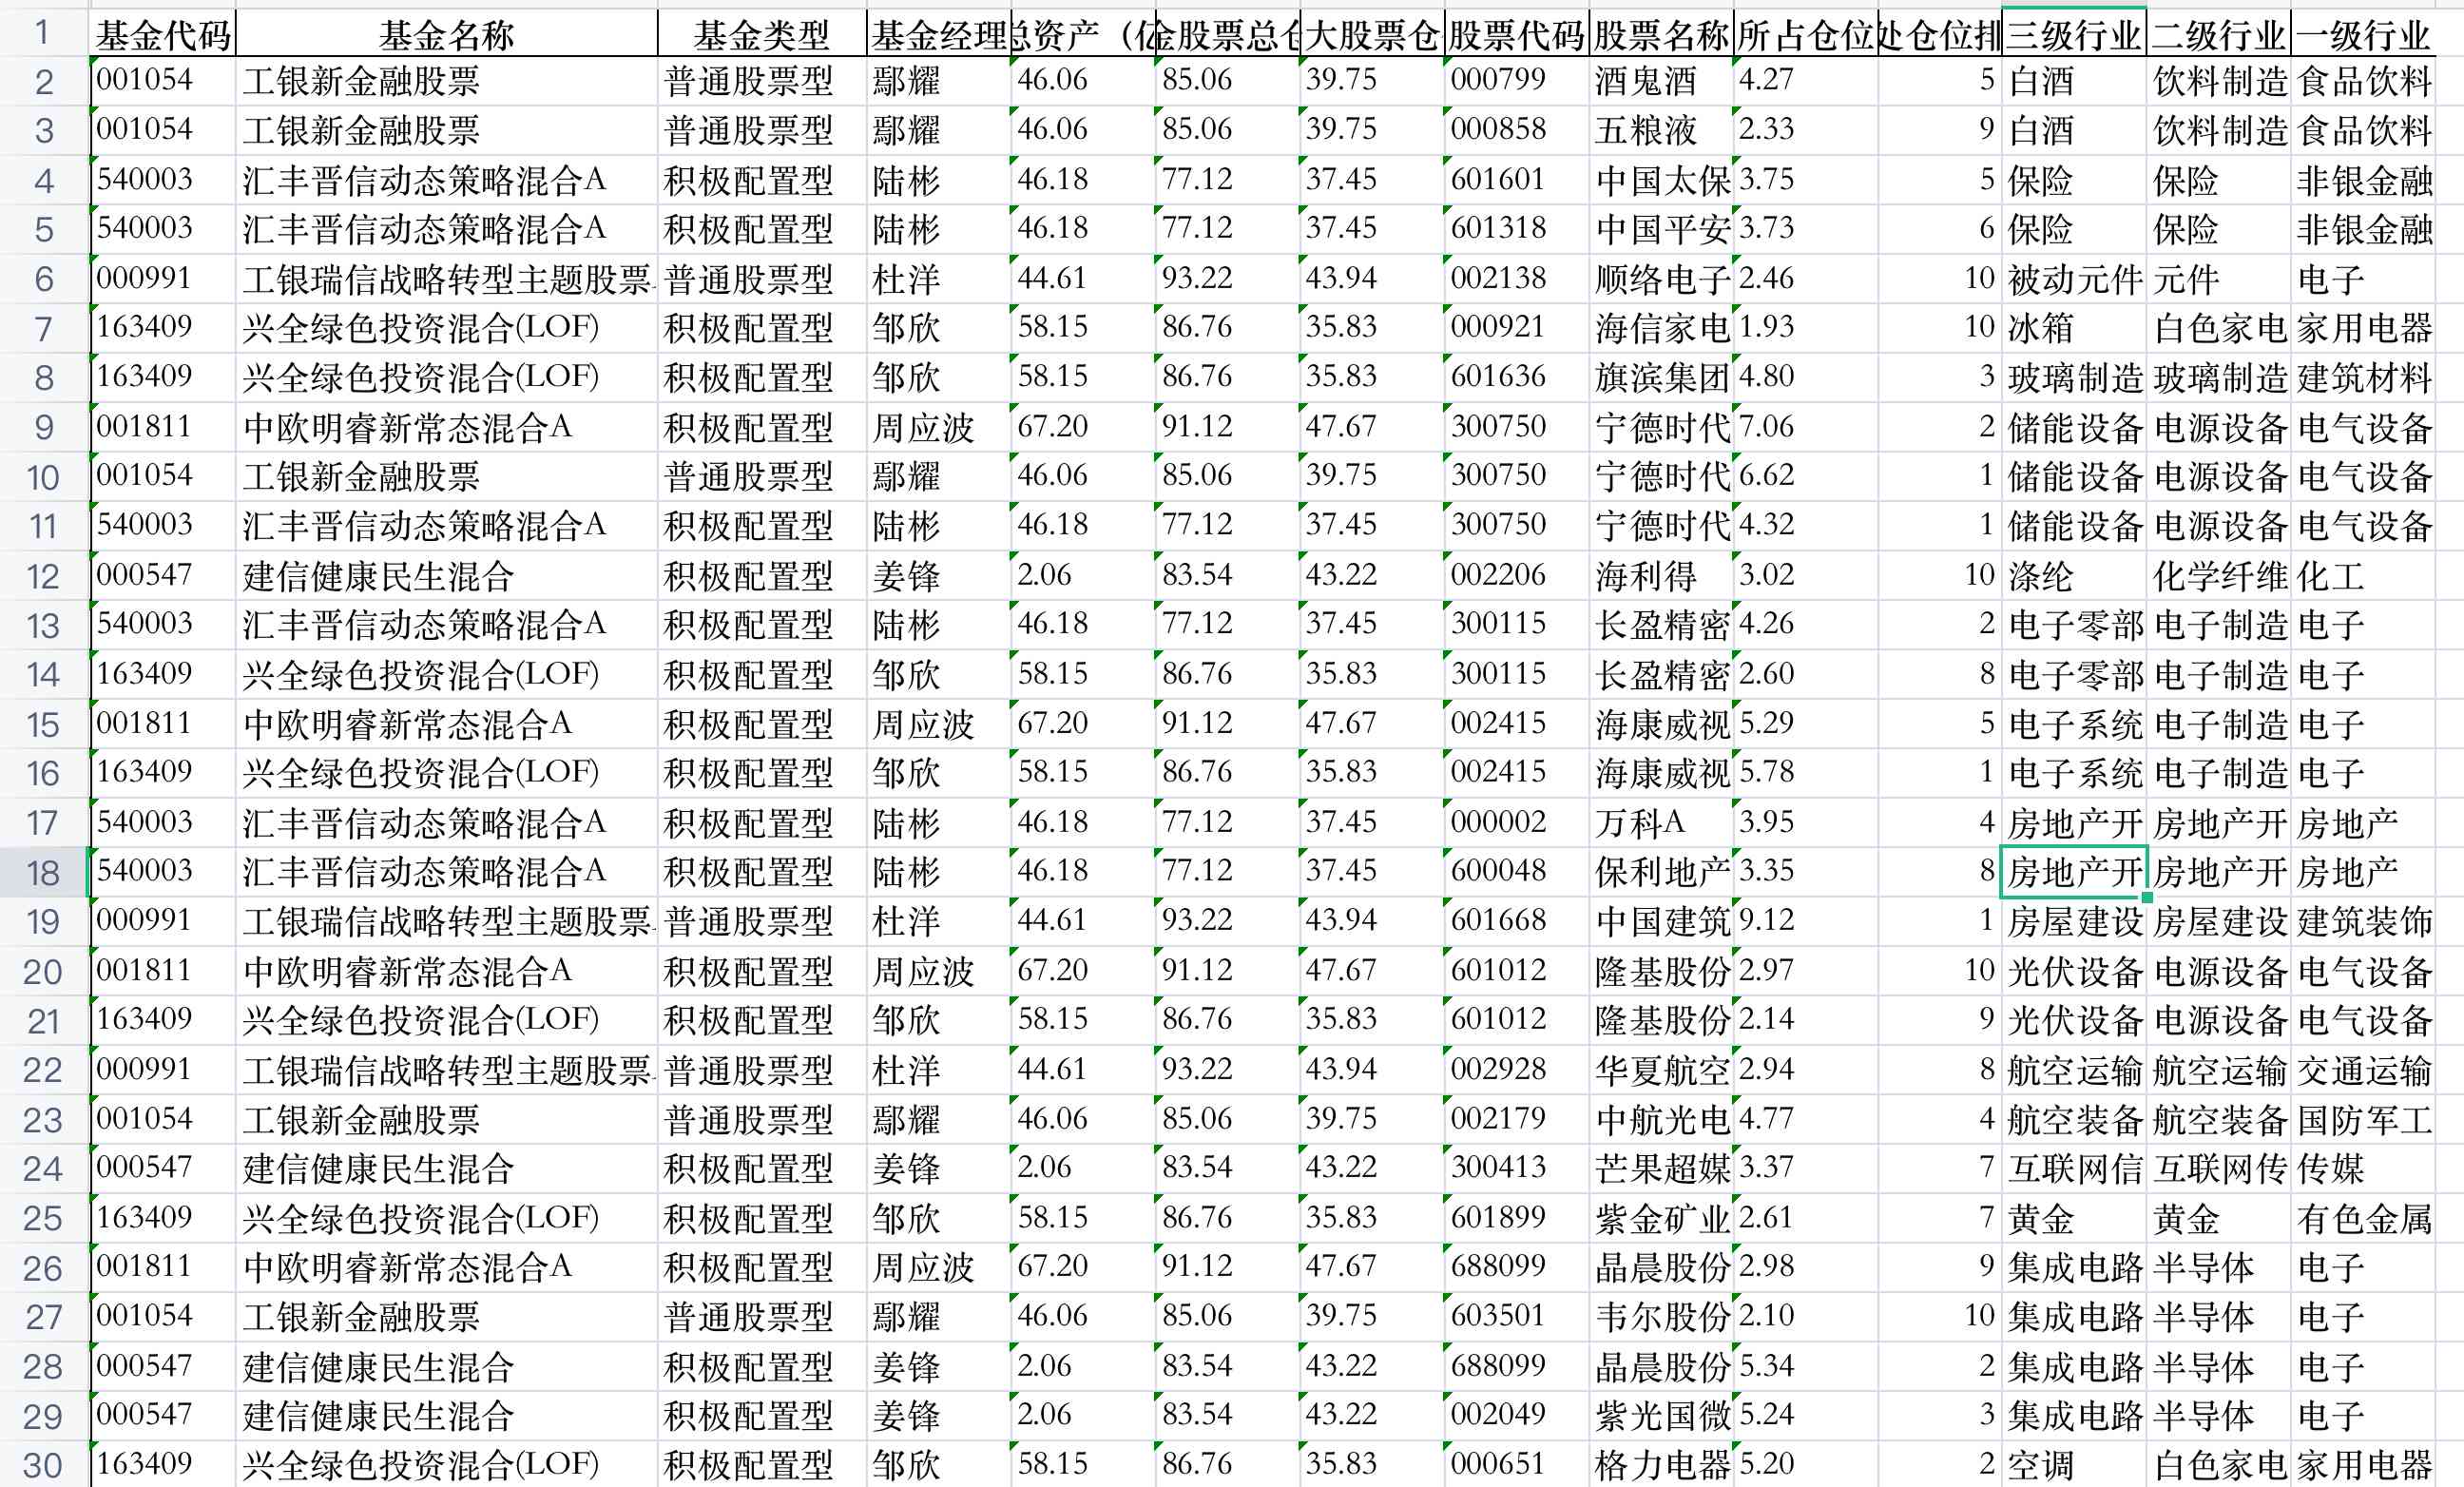 1 基金代码 基金名称 基金类型 基金经理 总资产（亿 金股票总仓 大股票仓 股票代码 股票名称 所占仓位 处仓位排 三级行业 二级行业 一级行业
2 001054 工银新金融股票 普通股票型 鄢耀 46.06 85.06 39.75 000799 酒鬼酒 4.27 5 白酒 饮料制造 食品饮料
3 001054 工银新金融股票 普通股票型 鄢耀 46.06 85.06 39.75 000858 五粮液 2.33 9 白酒 饮料制造 食品饮料
4 540003 汇丰晋信动态策略混合A 积极配置型 陆彬 46.18 77.12 37.45 601601 中国太保 3.75 5 保险 保险 非银金融
5 540003 汇丰晋信动态策略混合A 积极配置型 陆彬 46.18 77.12 37.45 601318 中国平安 3.73 6 保险 保险 非银金融
6 000991 工银瑞信战略转型主题股票 普通股票型 杜洋 44.61 93.22 43.94 002138 顺络电子 2.46 10 被动元件 元件 电子
7 163409 兴全绿色投资混合(LOF) 积极配置型 邹欣 58.15 86.76 35.83 000921 海信家电 1.93 10 冰箱 白色家电 家用电器
8 163409 兴全绿色投资混合(LOF) 积极配置型 邹欣 58.15 86.76 35.83 601636 旗滨集团 4.80 3 玻璃制造 玻璃制造 建筑材料
9 001811 中欧明睿新常态混合A 积极配置型 周应波 67.20 91.12 47.67 300750 宁德时代 7.06 2 储能设备 电源设备 电气设备
10 001054 工银新金融股票 普通股票型 鄢耀 46.06 85.06 39.75 300750 宁德时代 6.62 1 储能设备 电源设备 电气设备
11 540003 汇丰晋信动态策略混合A 积极配置型 陆彬 46.18 77.12 37.45 300750 宁德时代 4.32 1 储能设备 电源设备 电气设备
12 000547 建信健康民生混合 积极配置型 姜锋 2.06 83.54 43.22 002206 海利得 3.02 10 涤纶 化学纤维 化工
13 540003 汇丰晋信动态策略混合A 积极配置型 陆彬 46.18 77.12 37.45 300115 长盈精密 4.26 2 电子零部 电子制造 电子
14 163409 兴全绿色投资混合(LOF) 积极配置型 邹欣 58.15 86.76 35.83 300115 长盈精密 2.60 8 电子零部 电子制造 电子
15 001811 中欧明睿新常态混合A 积极配置型 周应波 67.20 91.12 47.67 002415 海康威视 5.29 5 电子系统 电子制造 电子
16 163409 兴全绿色投资混合(LOF) 积极配置型 邹欣 58.15 86.76 35.83 002415 海康威视 5.78 1 电子系统 电子制造 电子
17 540003 汇丰晋信动态策略混合A 积极配置型 陆彬 46.18 77.12 37.45 000002 万科A 3.95 4 房地产开 房地产开 房地产
18 540003 汇丰晋信动态策略混合A 积极配置型 陆彬 46.18 77.12 37.45 600048 保利地产 3.35 8 房地产开 房地产开 房地产
19 000991 工银瑞信战略转型主题股票 普通股票型 杜洋 44.61 93.22 43.94 601668 中国建筑 9.12 1 房屋建设 房屋建设 建筑装饰
20 001811 中欧明睿新常态混合A 积极配置型 周应波 67.20 91.12 47.67 601012 隆基股份 2.97 10 光伏设备 电源设备 电气设备
21 163409 兴全绿色投资混合(LOF) 积极配置型 邹欣 58.15 86.76 35.83 601012 隆基股份 2.14 9 光伏设备 电源设备 电气设备
22 000991 工银瑞信战略转型主题股票 普通股票型 杜洋 44.61 93.22 43.94 002928 华夏航空 2.94 8 航空运输 航空运输 交通运输
23 001054 工银新金融股票 普通股票型 鄢耀 46.06 85.06 39.75 002179 中航光电 4.77 4 航空装备 航空装备 国防军工
24 000547 建信健康民生混合 积极配置型 姜锋 2.06 83.54 43.22 300413 芒果超媒 3.37 7 互联网信 互联网传 传媒
25 163409 兴全绿色投资混合(LOF) 积极配置型 邹欣 58.15 86.76 35.83 601899 紫金矿业 2.61 7 黄金 黄金 有色金属
26 001811 中欧明睿新常态混合A 积极配置型 周应波 67.20 91.12 47.67 688099 晶晨股份 2.98 9 集成电路 半导体 电子
27 001054 工银新金融股票 普通股票型 鄢耀 46.06 85.06 39.75 603501 韦尔股份 2.10 10 集成电路 半导体 电子
28 000547 建信健康民生混合 积极配置型 姜锋 2.06 83.54 43.22 688099 晶晨股份 5.34 2 集成电路 半导体 电子
29 000547 建信健康民生混合 积极配置型 姜锋 2.06 83.54 43.22 002049 紫光国微 5.24 3 集成电路 半导体 电子
30 163409 兴全绿色投资混合(LOF) 积极配置型 邹欣 58.15 86.76 35.83 000651 格力电器 5.20 2 空调 白色家电 家用电器